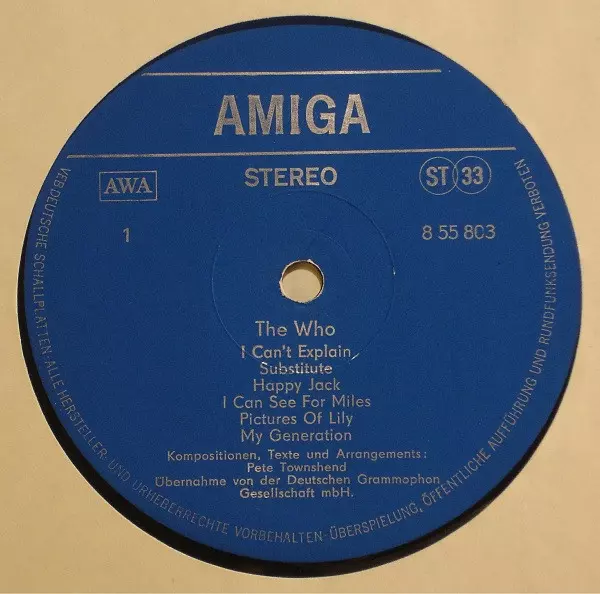 AMIGA
AWA
STEREO
ST 33
1
8 55 803
The Who
I Can't Explain
Substitute
Happy Jack
I Can See For Miles
Pictures Of Lily
My Generation
Kompositionen, Texte und Arrangements:
Pete Townshend
Übernahme von der Deutschen Grammophon
Gesellschaft mbH.
VEB DEUTSCHE SCHALLPLATTEN·ALLE HERSTELLER- UND URHEBERRECHTE VORBEHALTEN·ÜBERSPIELUNG, ÖFFENTLICHE AUFFÜHRUNG UND RUNDFUNKSENDUNG VERBOTEN